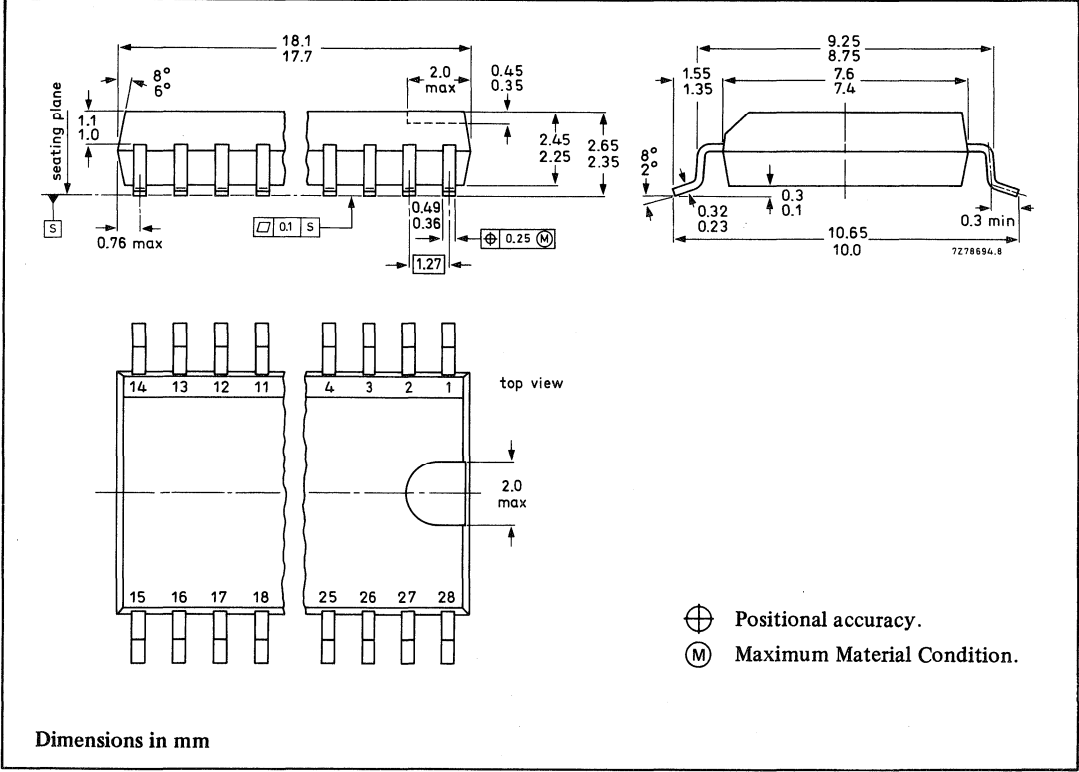 18.1
17.7
8°
6°
2.0
max
0.45
0.35
seating plane
1.1
1.0
2.45
2.25
2.65
2.35
S
0.76 max
0.1 S
0.49
0.36
0.25 M
1.27
9.25
8.75
1.55
1.35
7.6
7.4
8°
2°
0.32
0.23
0.3
0.1
0.3 min
10.65
10.0
7Z78694.8
14 13 12 11 4 3 2 1
top view
2.0
max
15 16 17 18 25 26 27 28
Positional accuracy.
M Maximum Material Condition.
Dimensions in mm